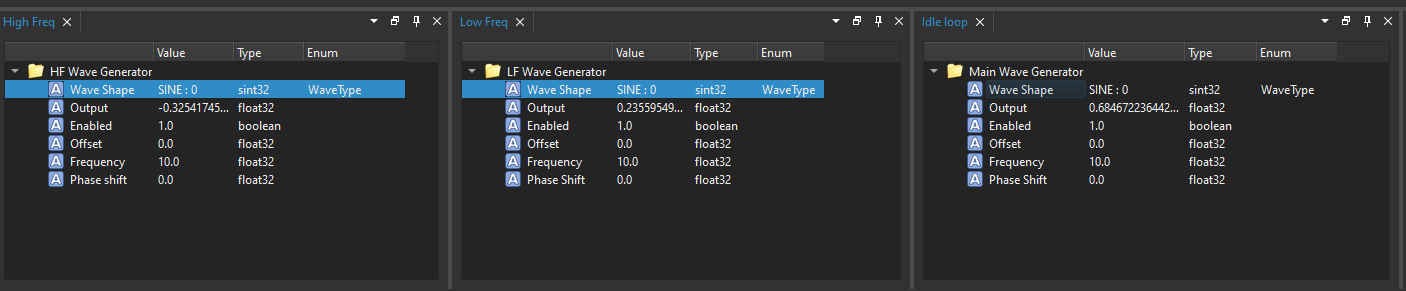 High Freq
Value Type Enum
HF Wave Generator
Wave Shape SINE : 0 sint32 WaveType
Output -0.32541745... float32
Enabled 1.0 boolean
Offset 0.0 float32
Frequency 10.0 float32
Phase shift 0.0 float32
Low Freq
Value Type Enum
LF Wave Generator
Wave Shape SINE : 0 sint32 WaveType
Output 0.23559549... float32
Enabled 1.0 boolean
Offset 0.0 float32
Frequency 10.0 float32
Phase Shift 0.0 float32
Idle loop
Value Type Enum
Main Wave Generator
Wave Shape SINE : 0 sint32 WaveType
Output 0.684672236442... float32
Enabled 1.0 boolean
Offset 0.0 float32
Frequency 10.0 float32
Phase Shift 0.0 float32